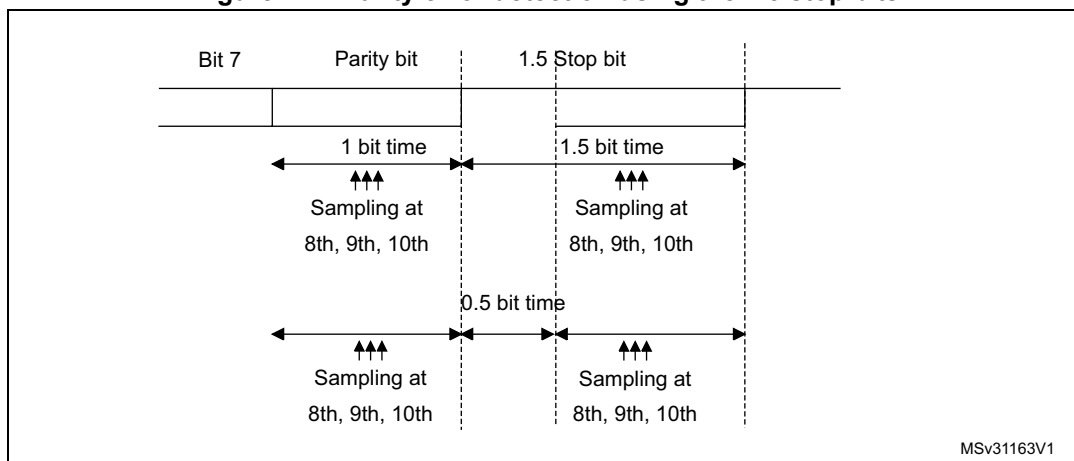 Bit 7 Parity bit 1.5 Stop bit
1 bit time 1.5 bit time
Sampling at Sampling at
8th, 9th, 10th 8th, 9th, 10th
0.5 bit time
Sampling at Sampling at
8th, 9th, 10th 8th, 9th, 10th
MSv31163V1